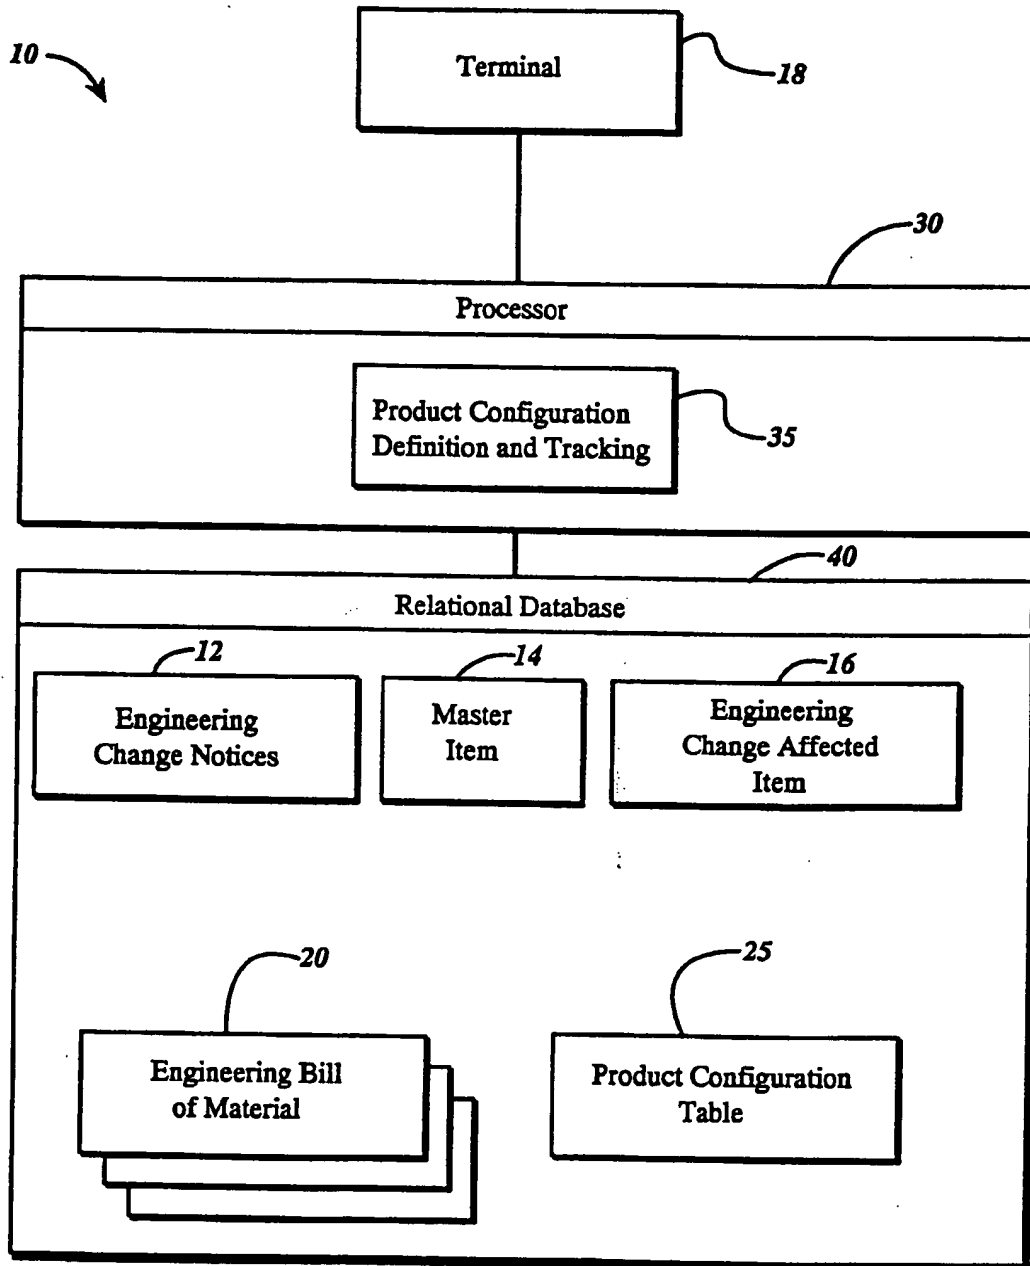 10
Terminal
18
30
Processor
Product Configuration
Definition and Tracking
35
40
Relational Database
12
14
16
Engineering
Change Notices
Master
Item
Engineering
Change Affected
Item
20
25
Engineering Bill
of Material
Product Configuration
Table